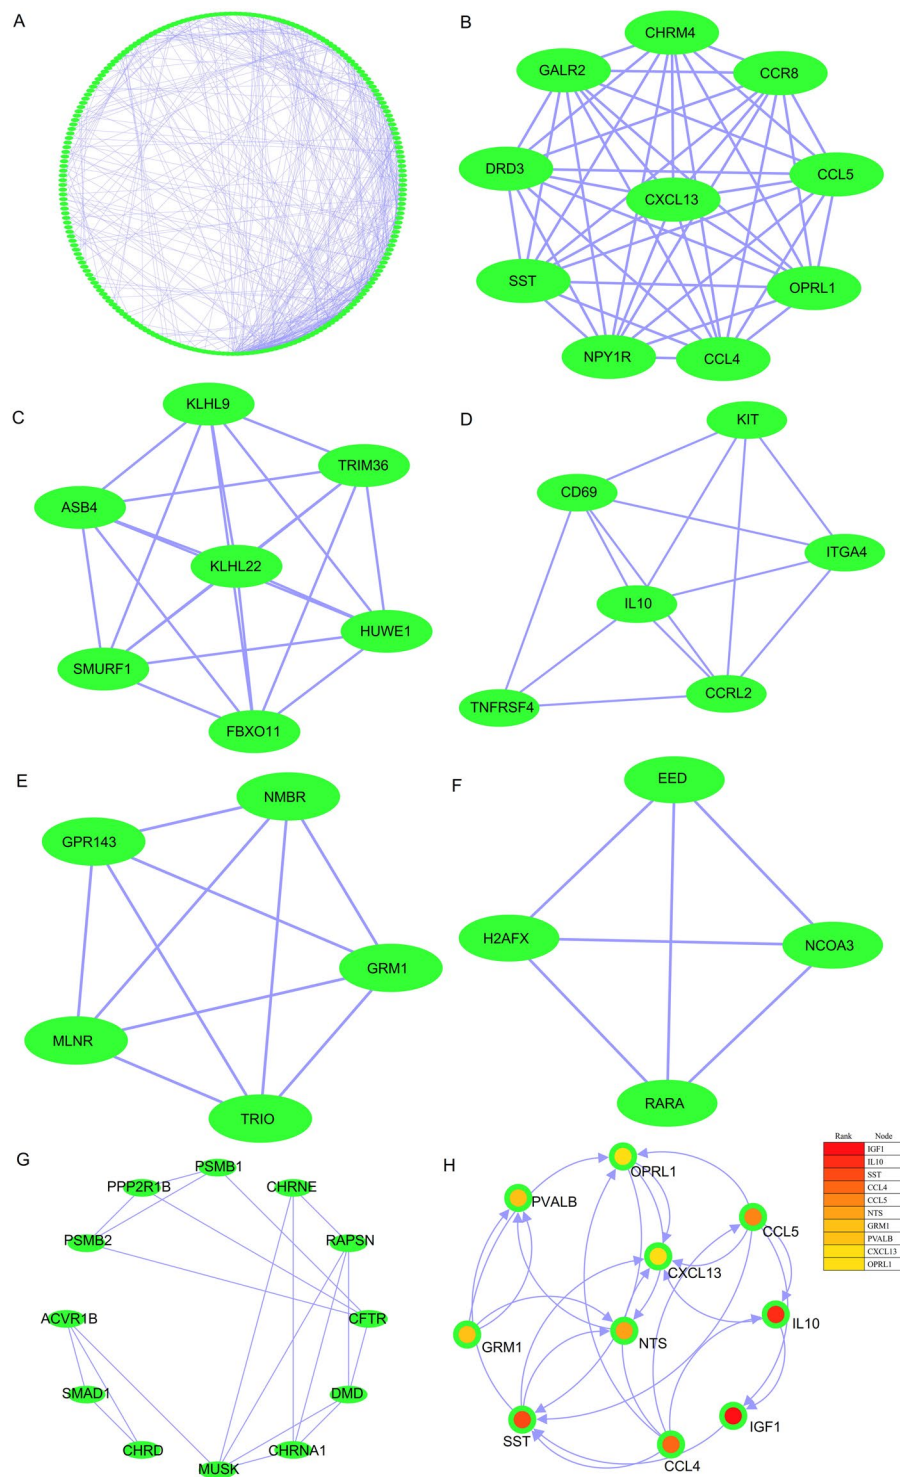 A
B
CHRM4
GALR2
CCR8
DRD3
CCL5
CXCL13
SST
OPRL1
NPY1R
CCL4
C
KLHL9
TRIM36
ASB4
KLHL22
HUWE1
SMURF1
FBXO11
D
KIT
CD69
ITGA4
IL10
CCRL2
TNFRSF4
E
NMBR
GPR143
GRM1
MLNR
TRIO
F
EED
H2AFX
NCOA3
RARA
G
PSMB1
PPP2R1B
CHRNE
PSMB2
RAPSN
ACVR1B
CFTR
SMAD1
DMD
CHRD
CHRNA1
MUSK
H
OPRL1
PVALB
CCL5
CXCL13
IL10
GRM1
NTS
IGF1
SST
CCL4
Rank Node
IGF1
IL10
SST
CCL4
CCL5
NTS
GRM1
PVALB
CXCL13
OPRL1